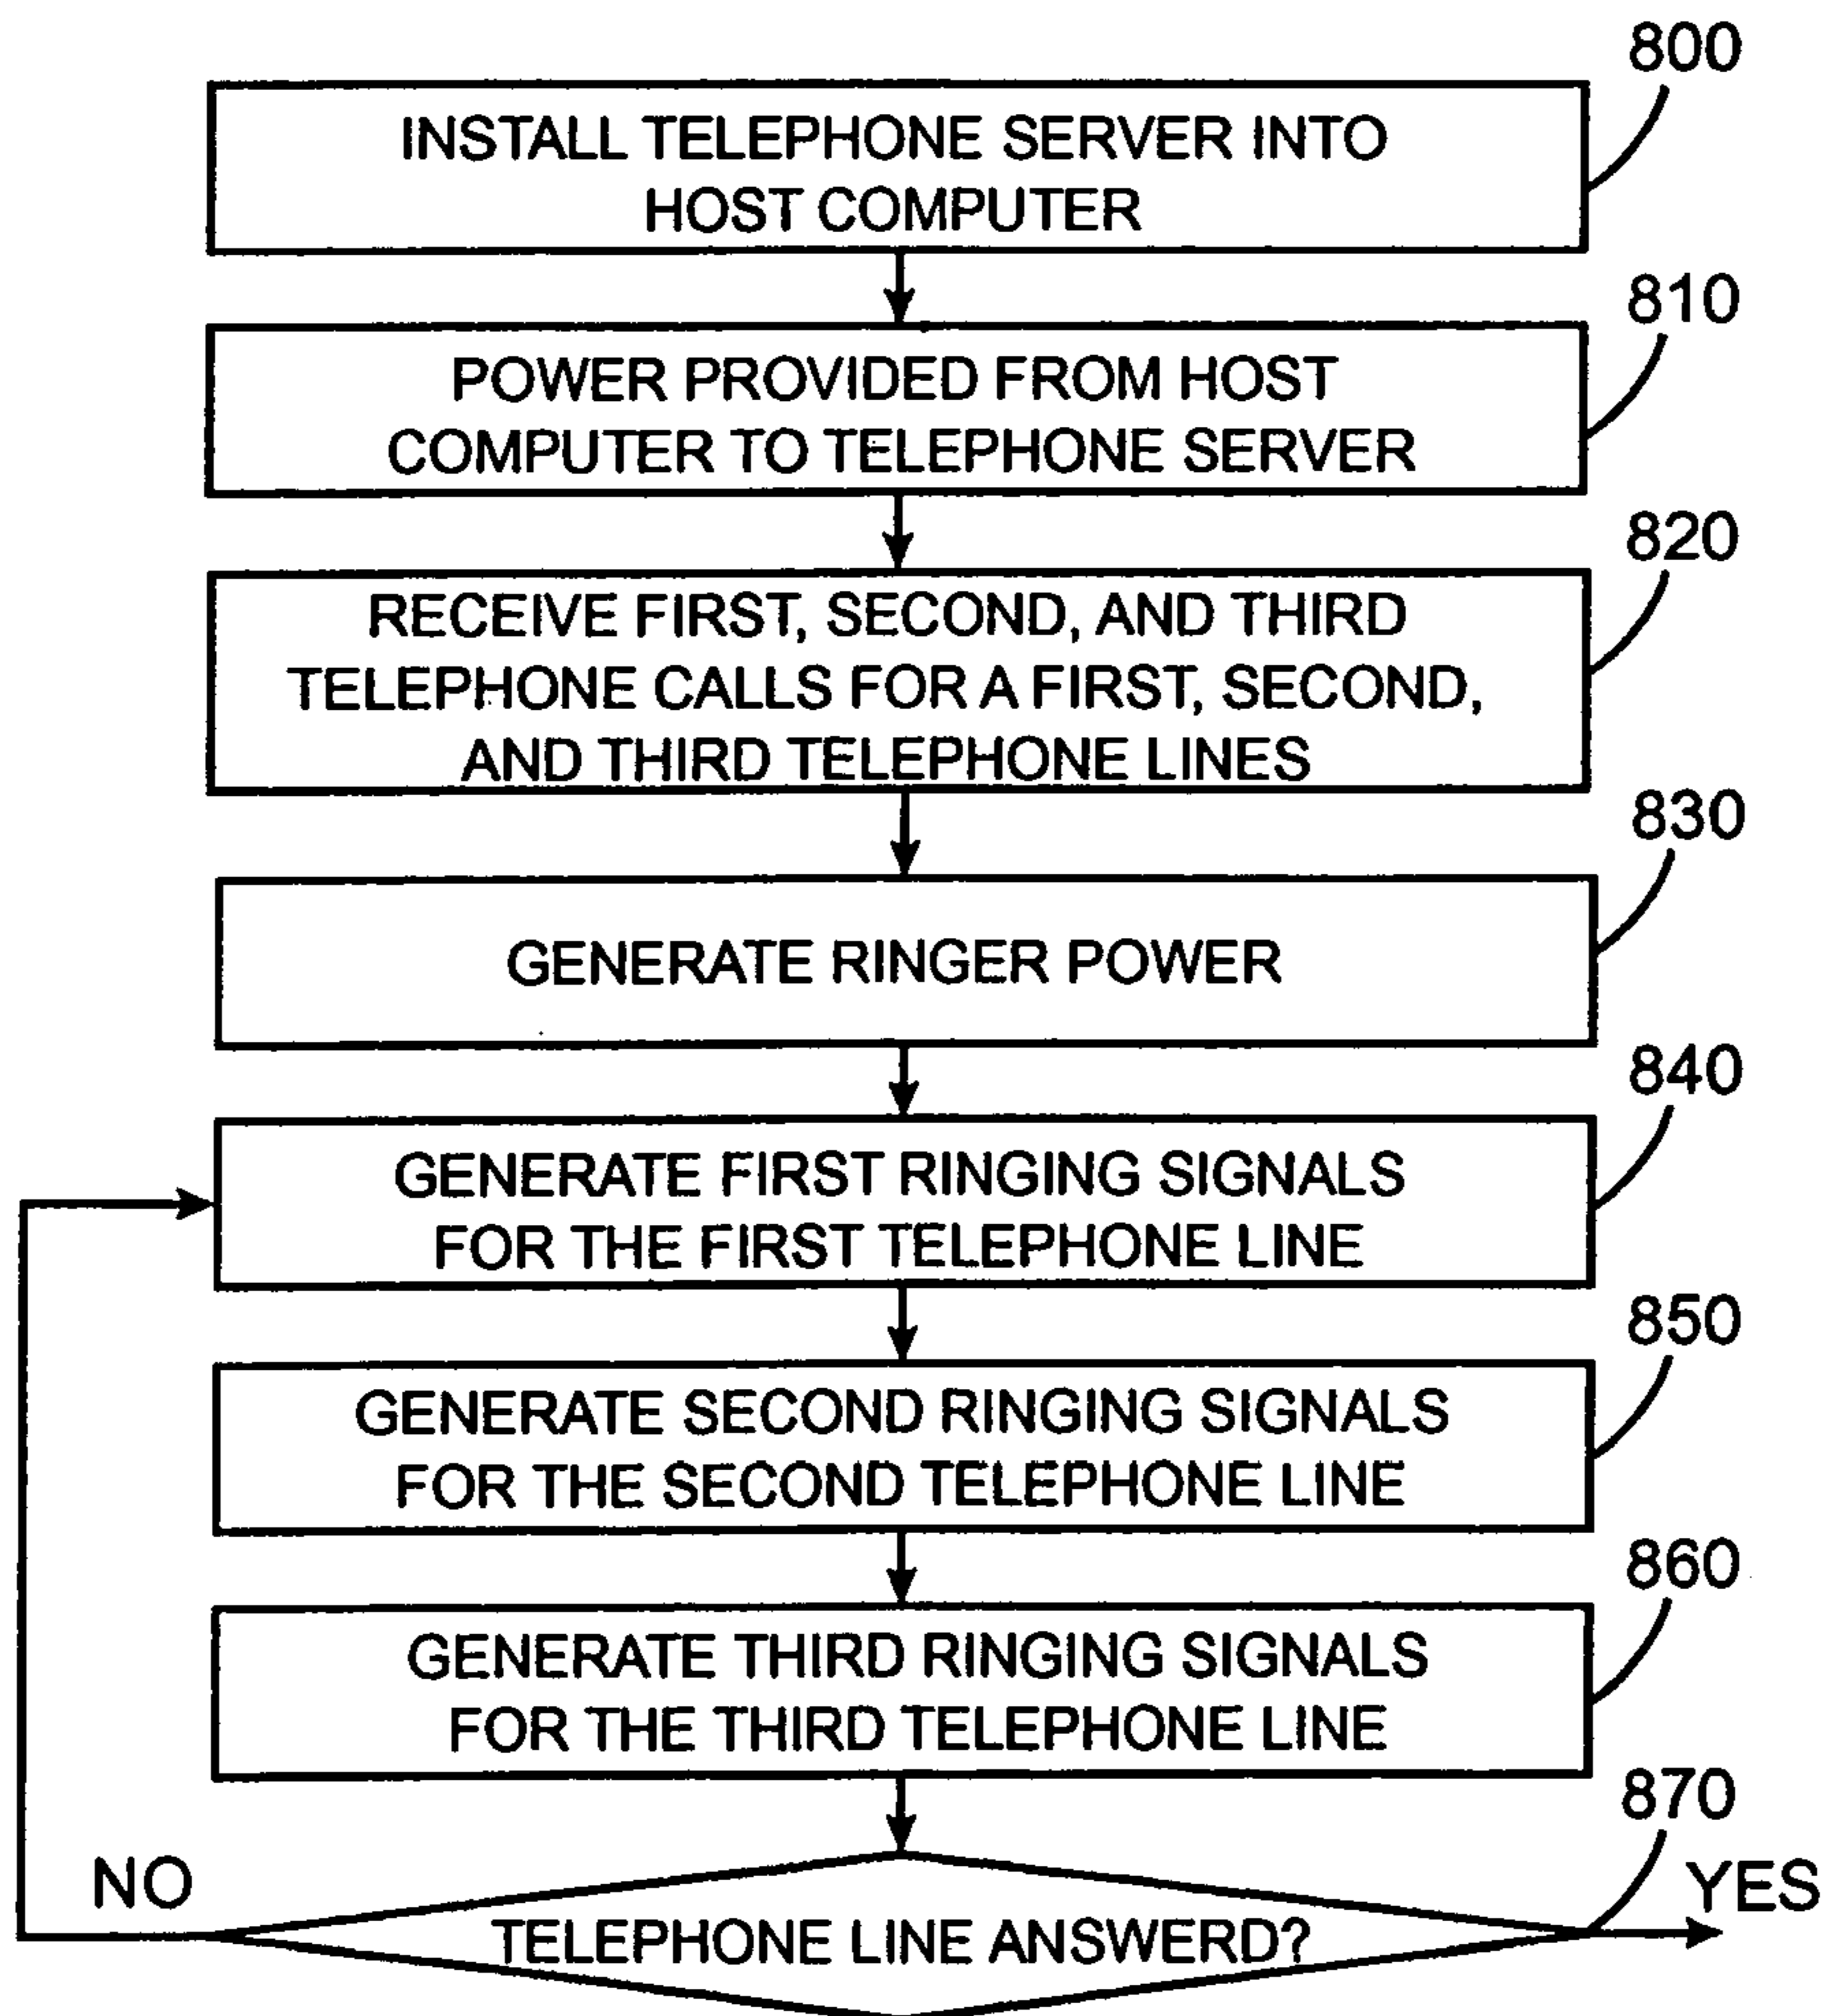 800
INSTALL TELEPHONE SERVER INTO
HOST COMPUTER
810
POWER PROVIDED FROM HOST
COMPUTER TO TELEPHONE SERVER
820
RECEIVE FIRST, SECOND, AND THIRD
TELEPHONE CALLS FOR A FIRST, SECOND,
AND THIRD TELEPHONE LINES
830
GENERATE RINGER POWER
840
GENERATE FIRST RINGING SIGNALS
FOR THE FIRST TELEPHONE LINE
850
GENERATE SECOND RINGING SIGNALS
FOR THE SECOND TELEPHONE LINE
860
GENERATE THIRD RINGING SIGNALS
FOR THE THIRD TELEPHONE LINE
870
NO
YES
TELEPHONE LINE ANSWERD?